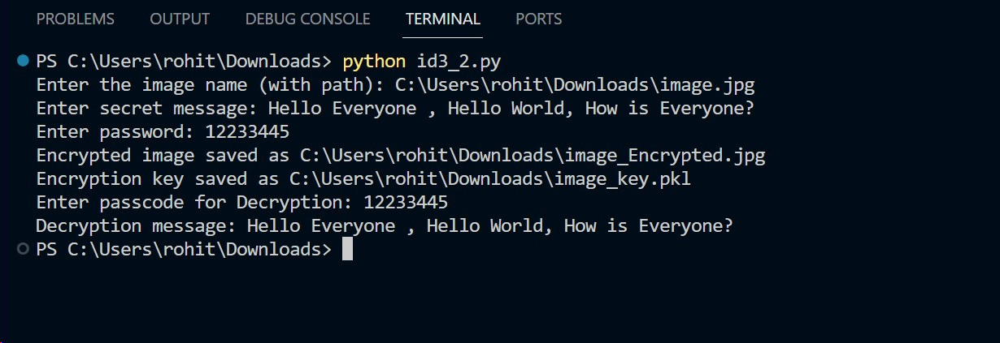 PROBLEMS OUTPUT DEBUG CONSOLE TERMINAL PORTS
PS C:\Users\rohit\Downloads> python id3_2.py
Enter the image name (with path): C:\Users\rohit\Downloads\image.jpg
Enter secret message: Hello Everyone , Hello World, How is Everyone?
Enter password: 12233445
Encrypted image saved as C:\Users\rohit\Downloads\image_Encrypted.jpg
Encryption key saved as C:\Users\rohit\Downloads\image_key.pkl
Enter passcode for Decryption: 12233445
Decryption message: Hello Everyone , Hello World, How is Everyone?
PS C:\Users\rohit\Downloads>